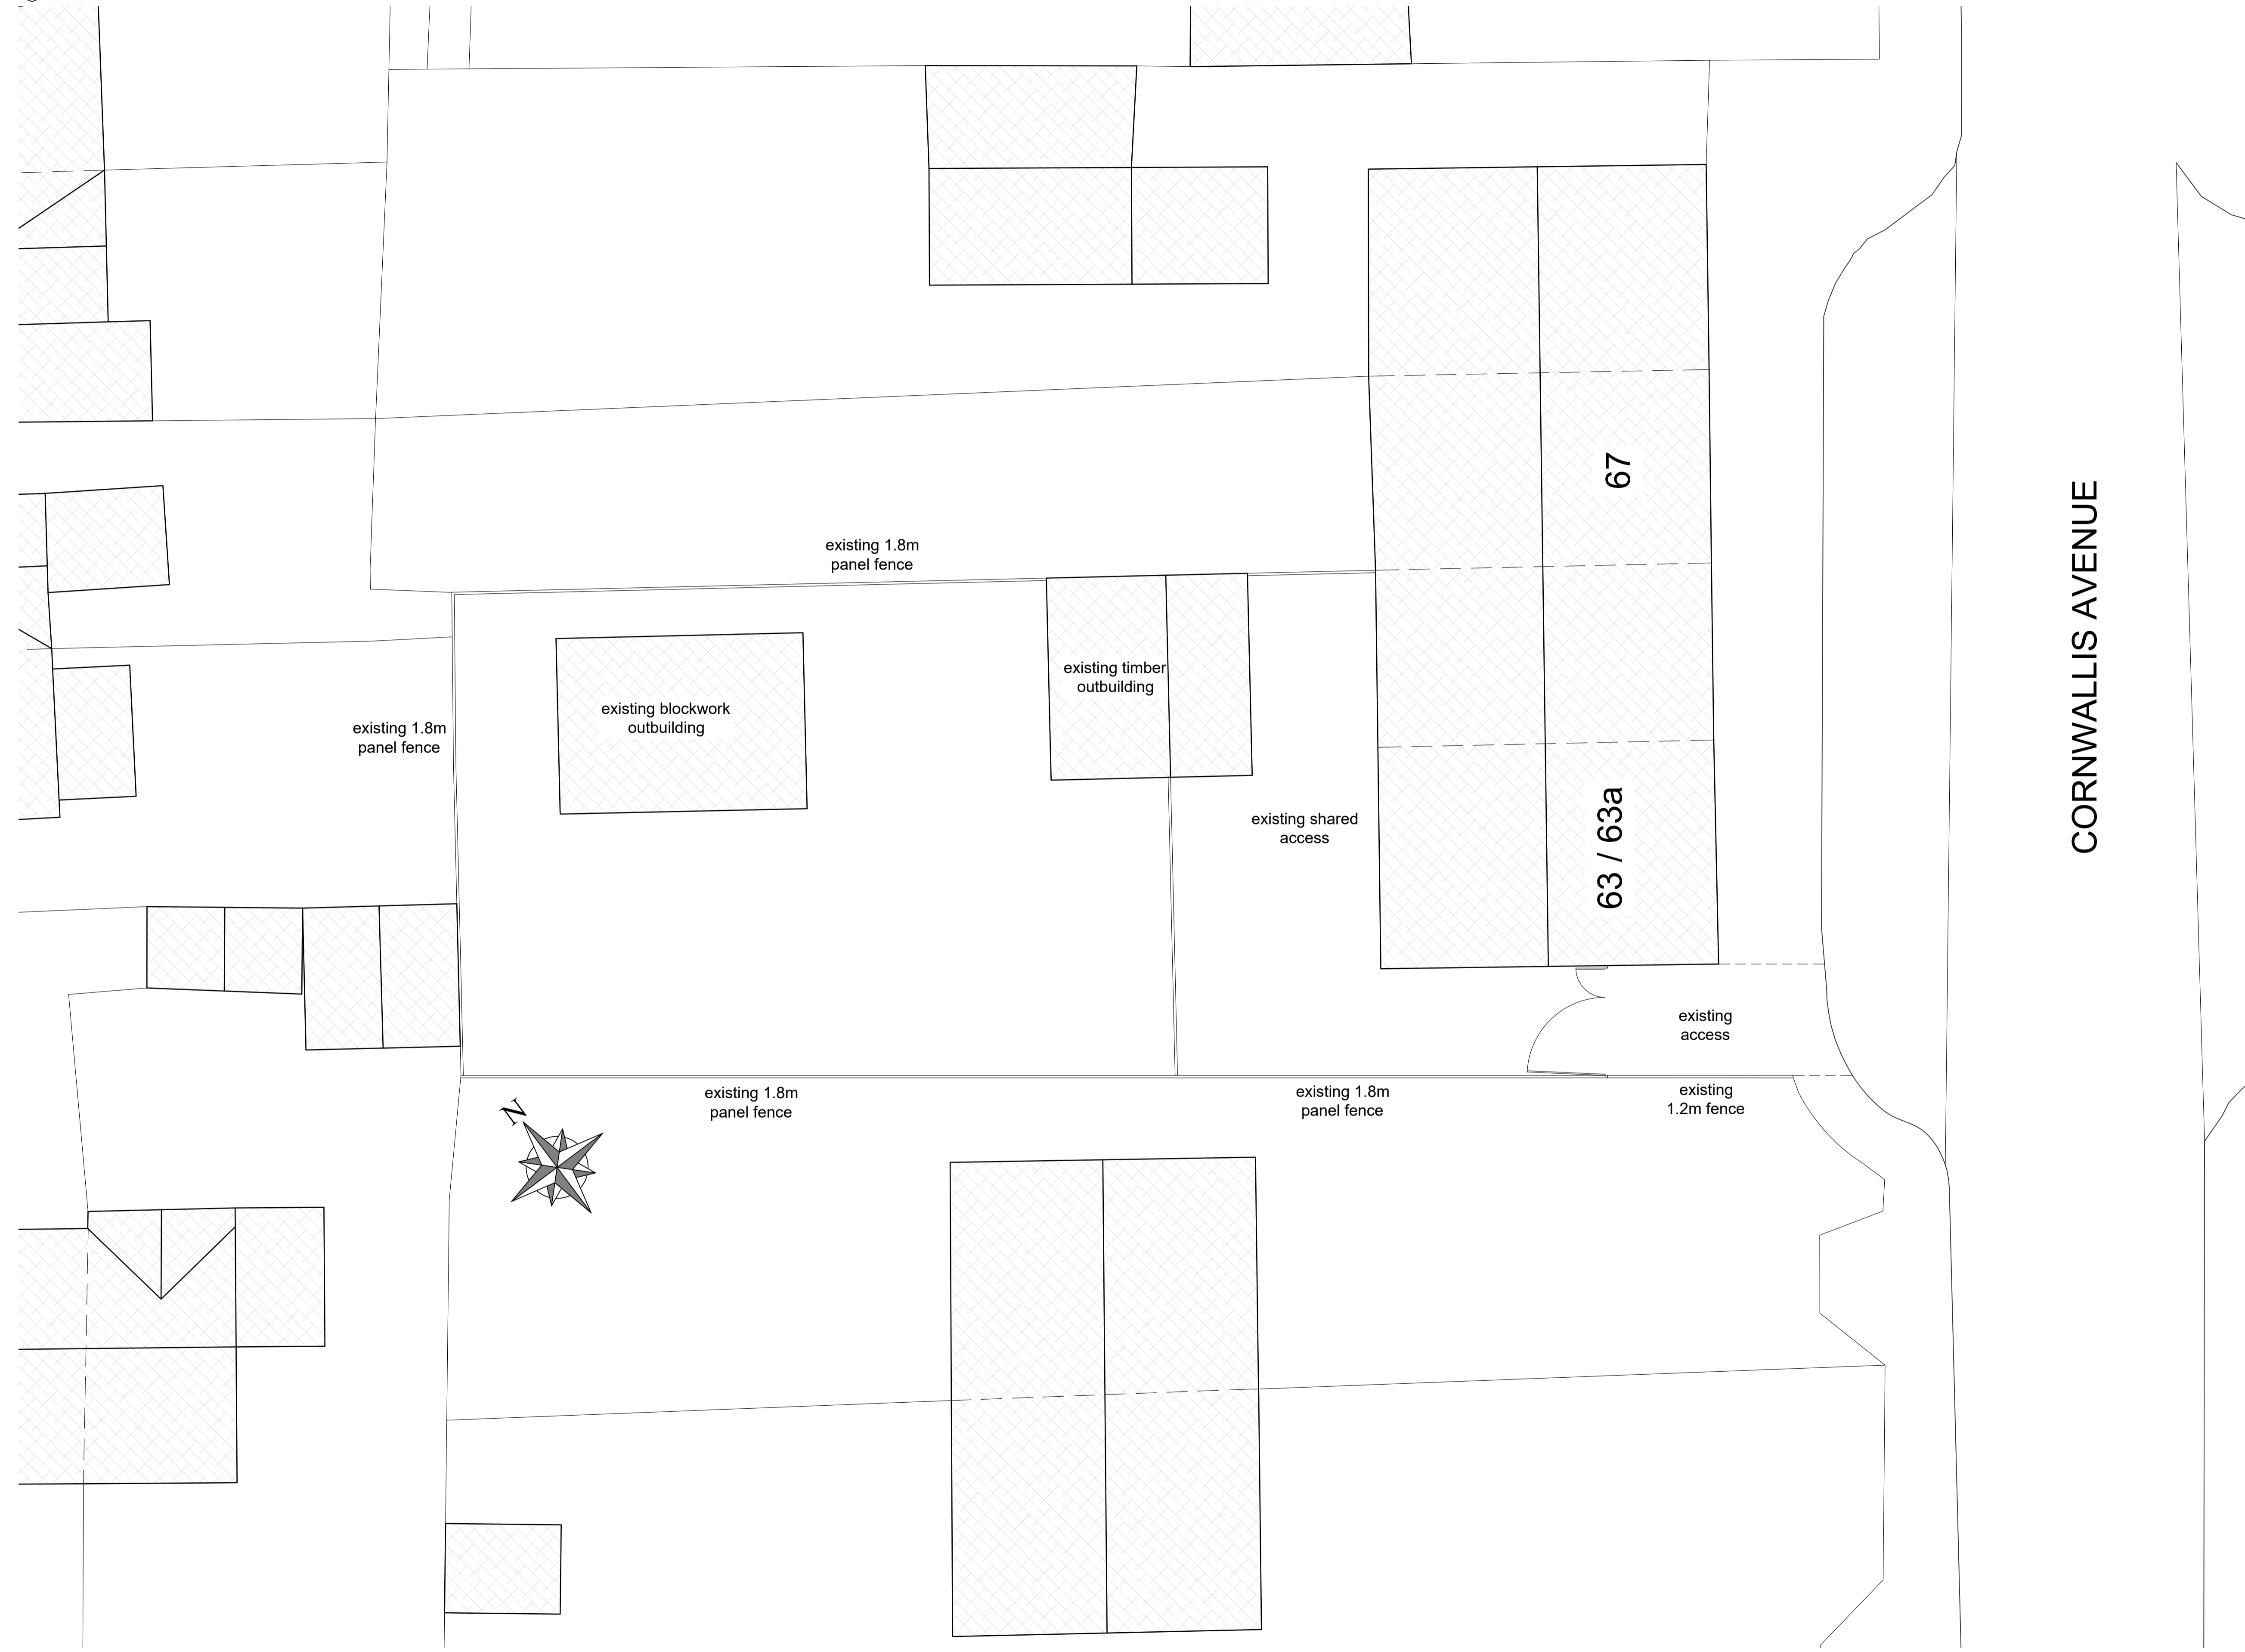 existing 1.8m
panel fence
67
CORNWALLIS AVENUE
existing timber
outbuilding
existing blockwork
outbuilding
existing 1.8m
panel fence
existing shared
access
63 / 63a
existing
access
existing 1.8m
panel fence
existing 1.8m
panel fence
existing
1.2m fence
N